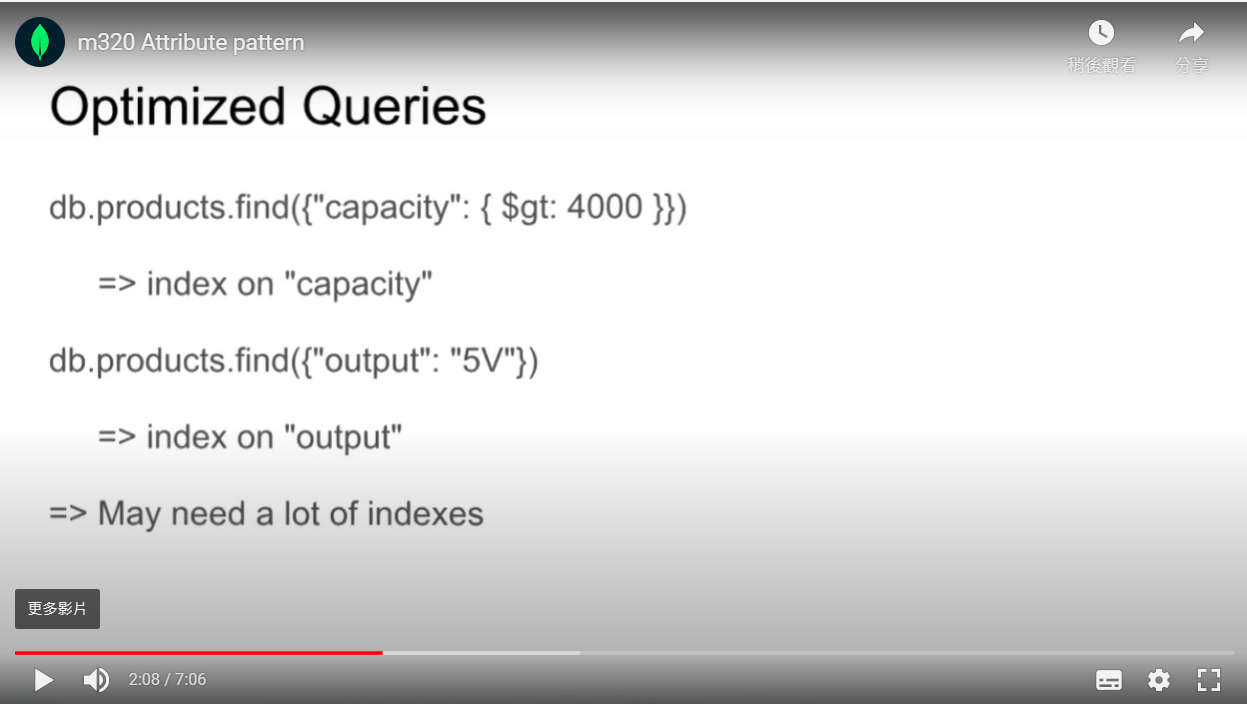 m320 Attribute pattern
稍後觀看
分享
Optimized Queries
db.products.find({"capacity": { $gt: 4000 }})
=> index on "capacity"
db.products.find({"output": "5V"})
=> index on "output"
=> May need a lot of indexes
更多影片
2:08 / 7:06